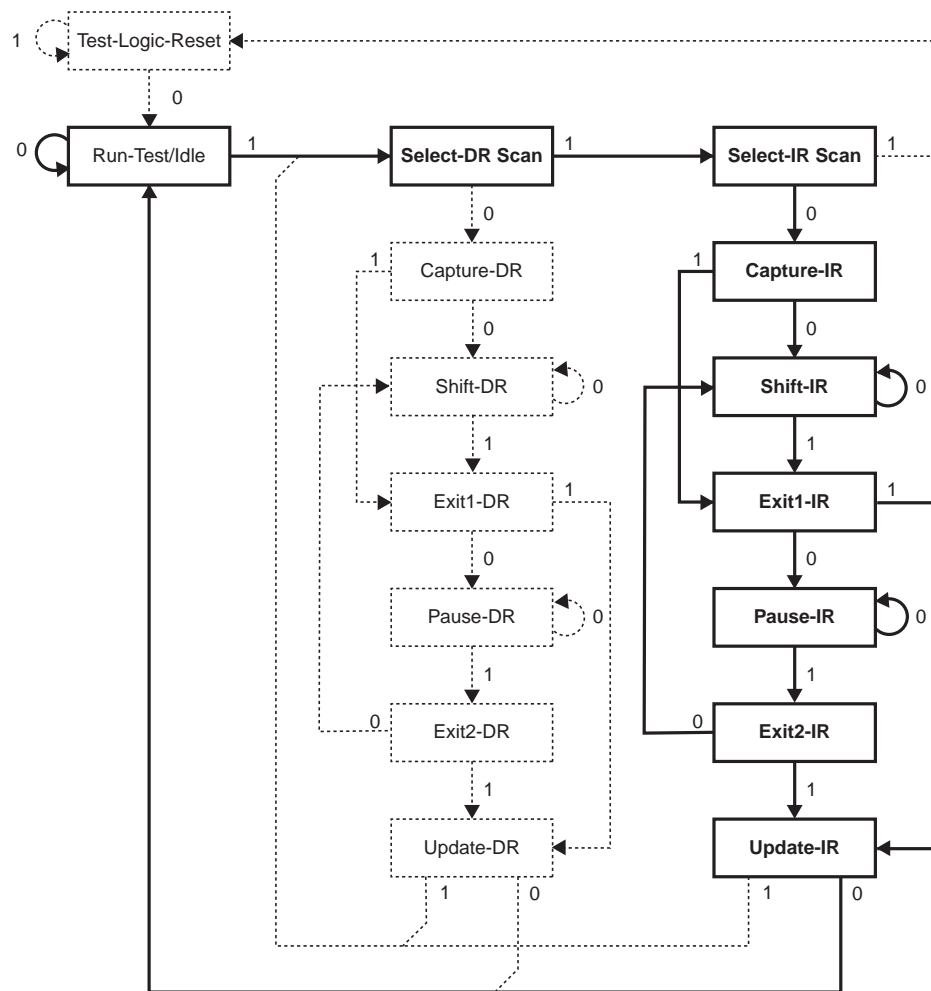 1
Test-Logic-Reset
0
0
Run-Test/Idle
1
Select-DR Scan
1
Select-IR Scan
1
0
0
1
Capture-DR
1
Capture-IR
0
0
Shift-DR
0
Shift-IR
0
1
1
Exit1-DR
1
Exit1-IR
1
0
0
Pause-DR
0
Pause-IR
0
1
1
0
Exit2-DR
0
Exit2-IR
1
1
Update-DR
Update-IR
1
0
1
0